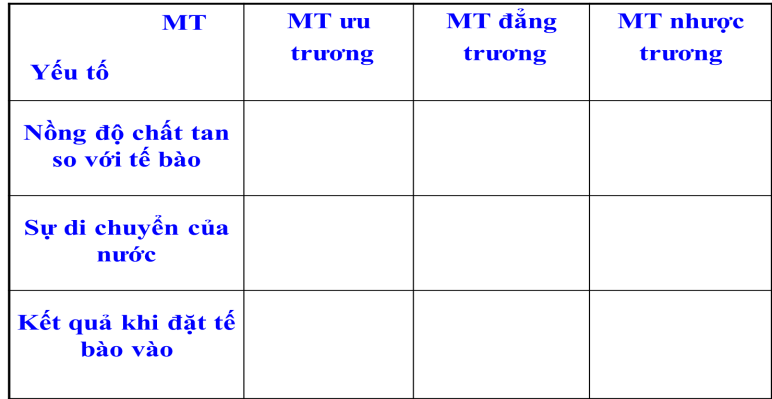 MT
Yếu tố
MT ưu
trương
MT đẳng
trương
MT nhược
trương
Nồng độ chất tan
so với tế bào
Sự di chuyển của
nước
Kết quả khi đặt tế
bào vào